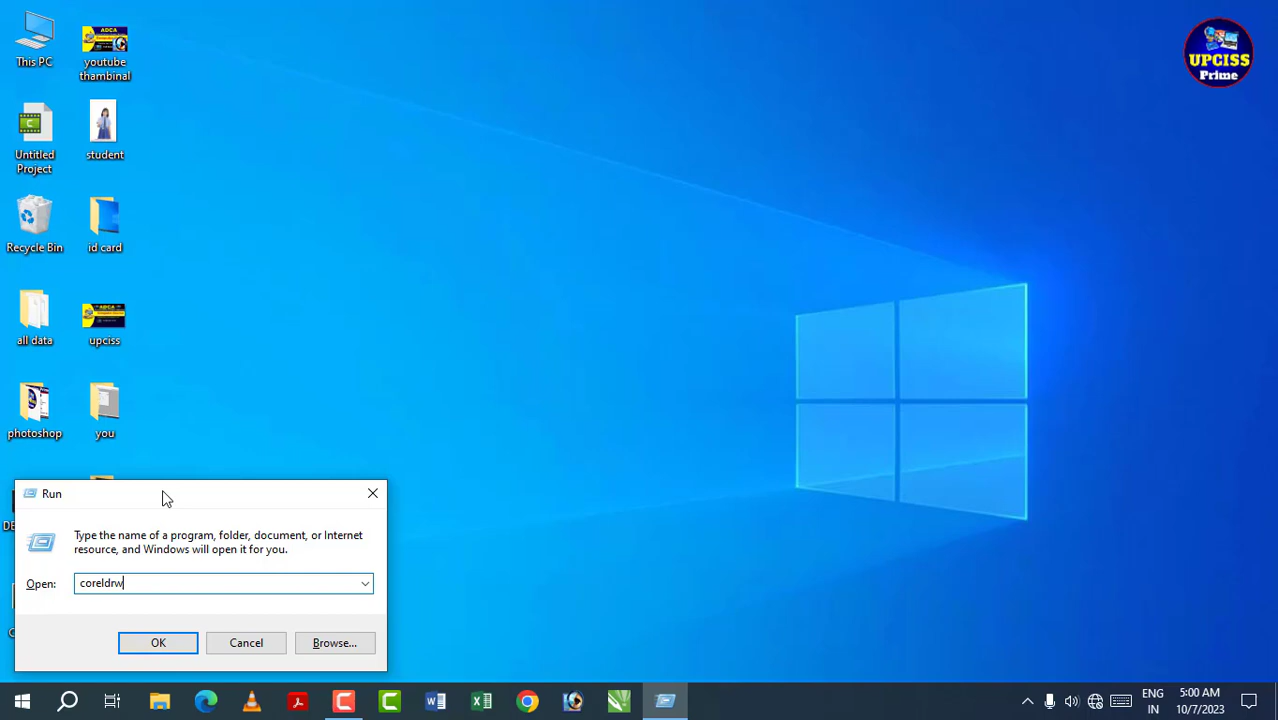 This PC
ADCA
youtube
thambinal
UPCISS
Prime
Untitled
Project
student
Recycle Bin
id card
all data
ADCA
upciss
photoshop
you
Run
Type the name of a program, folder, document, or Internet
resource, and Windows will open it for you.
Open:
coreldrw
OK
Cancel
Browse...
ENG
IN
5:00 AM
10/7/2023